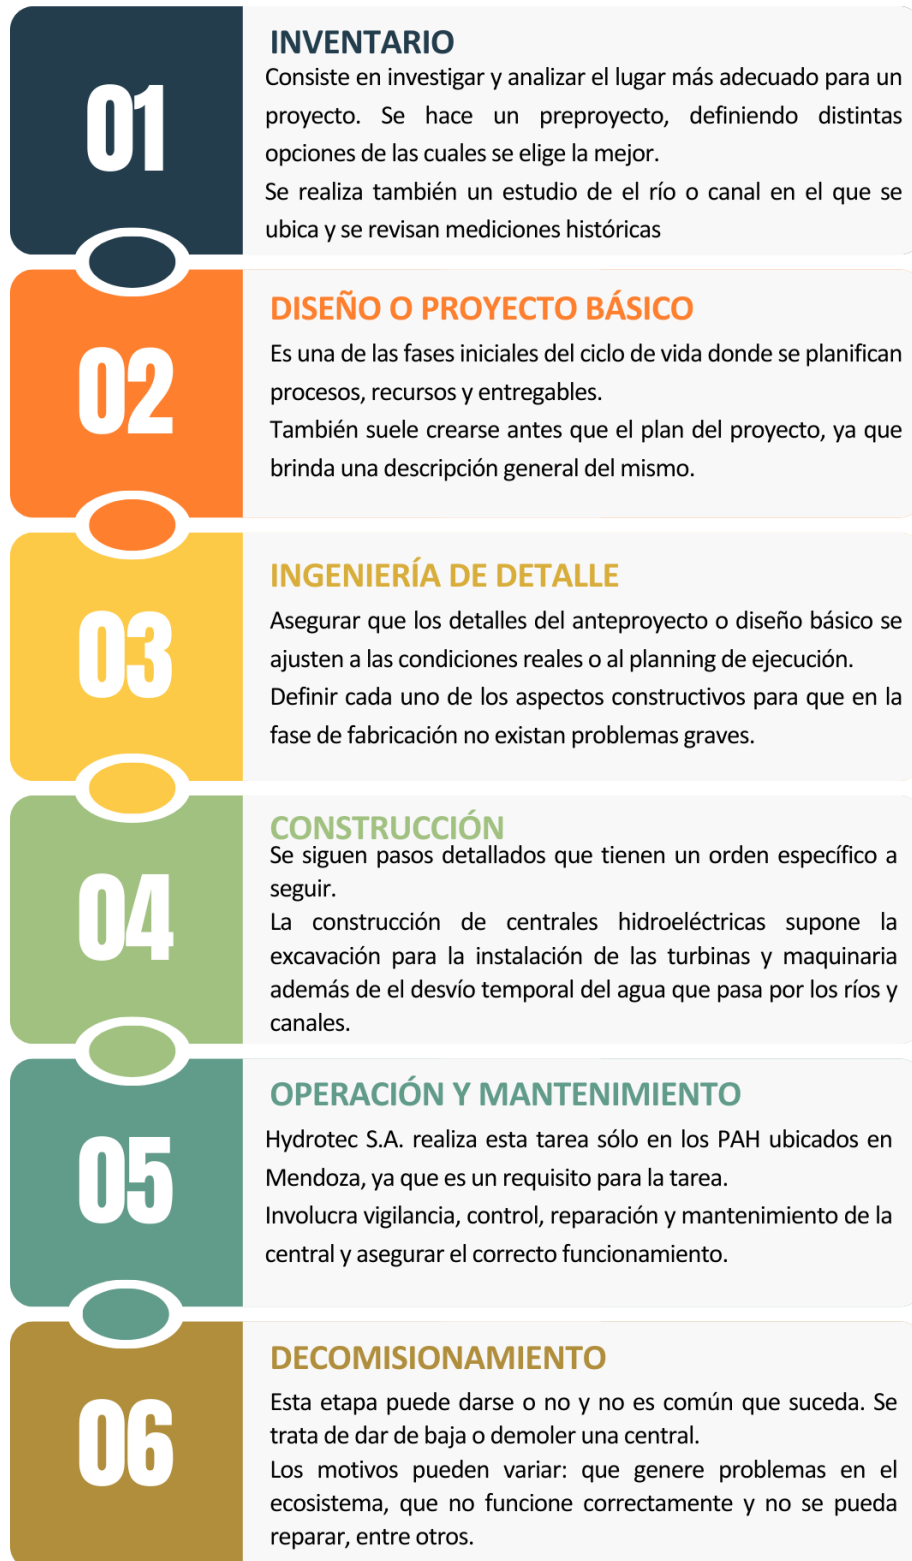 01
INVENTARIO
Consiste en investigar y analizar el lugar más adecuado para un
proyecto. Se hace un preproyecto, definiendo distintas
opciones de las cuales se elige la mejor.
Se realiza también un estudio de el río o canal en el que se
ubica y se revisan mediciones históricas
02
DISEÑO O PROYECTO BÁSICO
Es una de las fases iniciales del ciclo de vida donde se planifican
procesos, recursos y entregables.
También suele crearse antes que el plan del proyecto, ya que
brinda una descripción general del mismo.
03
INGENIERÍA DE DETALLE
Asegurar que los detalles del anteproyecto o diseño básico se
ajusten a las condiciones reales o al planning de ejecución.
Definir cada uno de los aspectos constructivos para que en la
fase de fabricación no existan problemas graves.
04
CONSTRUCCIÓN
Se siguen pasos detallados que tienen un orden específico a
seguir.
La construcción de centrales hidroeléctricas supone la
excavación para la instalación de las turbinas y maquinaria
además de el desvío temporal del agua que pasa por los ríos y
canales.
05
OPERACIÓN Y MANTENIMIENTO
Hydrotec S.A. realiza esta tarea sólo en los PAH ubicados en
Mendoza, ya que es un requisito para la tarea.
Involucra vigilancia, control, reparación y mantenimiento de la
central y asegurar el correcto funcionamiento.
06
DECOMISIONAMIENTO
Esta etapa puede darse o no y no es común que suceda. Se
trata de dar de baja o demoler una central.
Los motivos pueden variar: que genere problemas en el
ecosistema, que no funcione correctamente y no se pueda
reparar, entre otros.